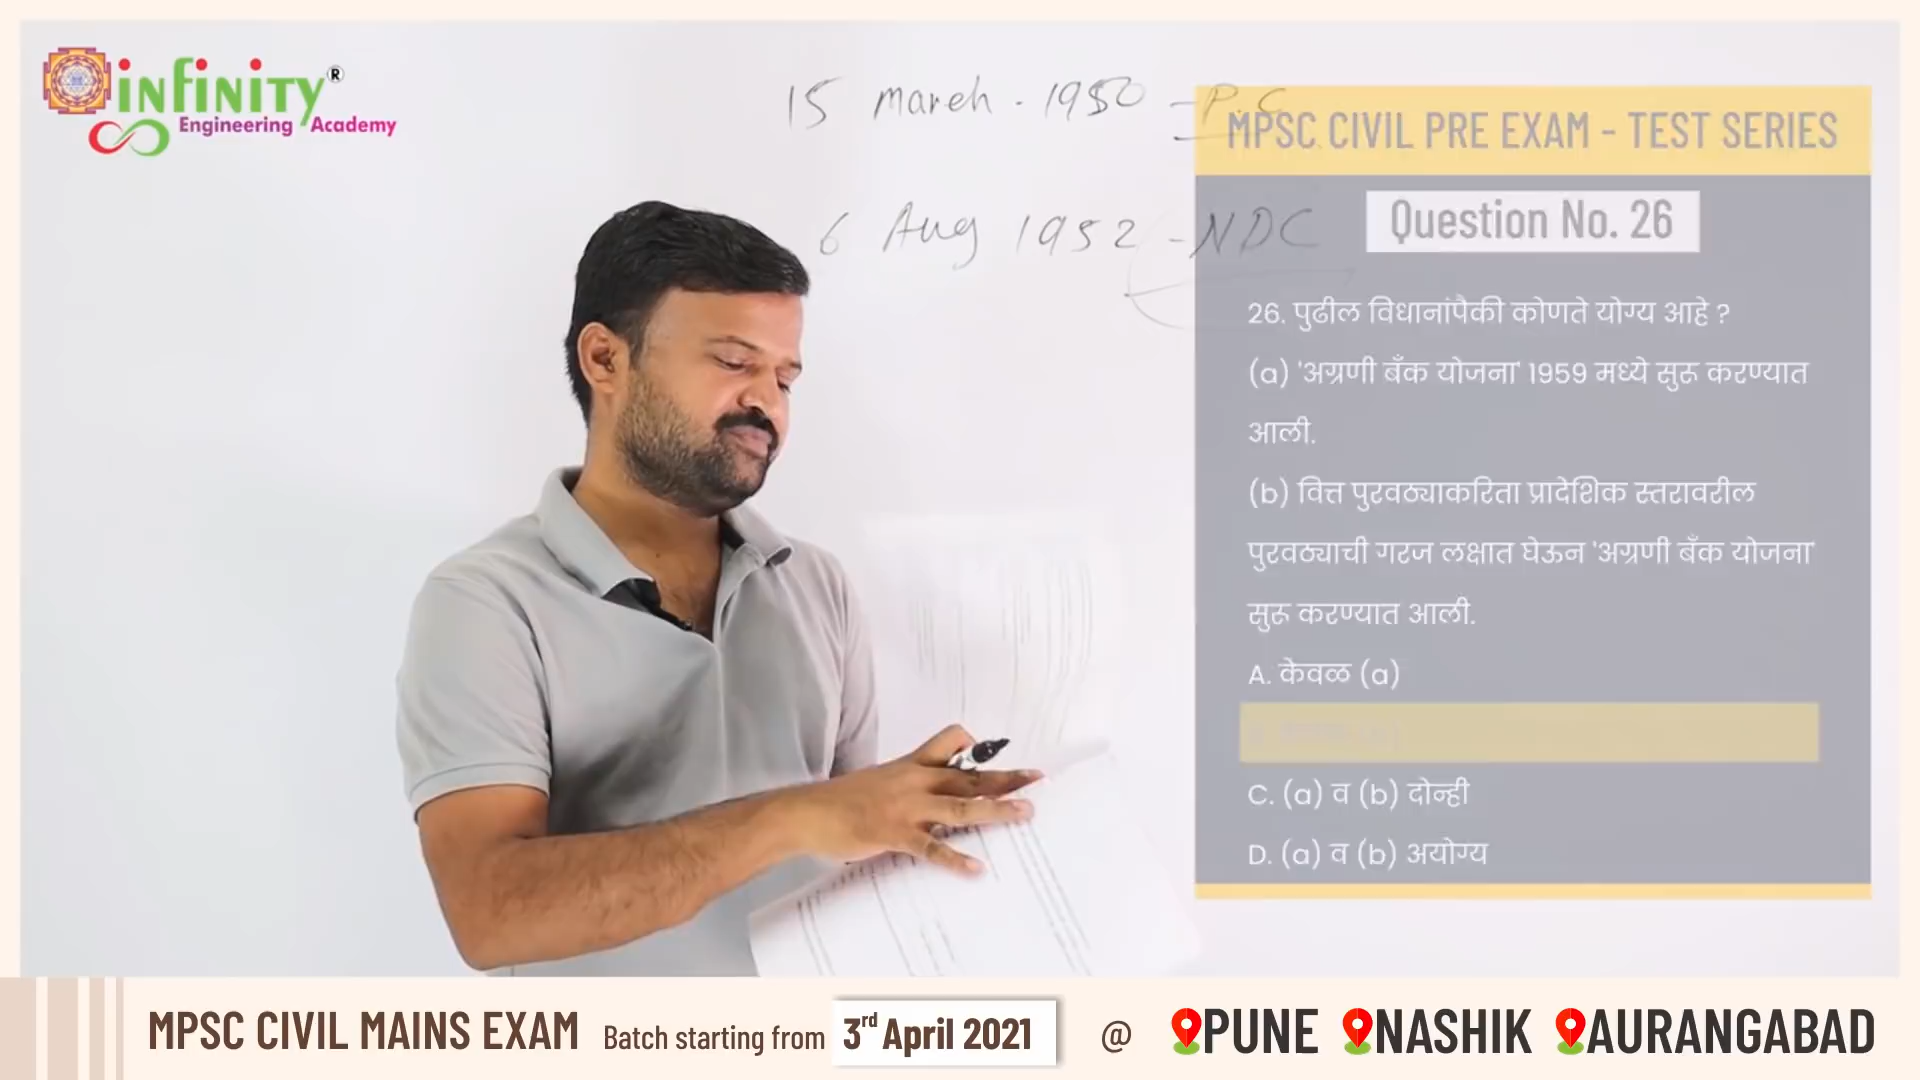 infinity®
Engineering Academy
15 march - 1950 - P.C
6 Aug 1952 - NDC
MPSC CIVIL PRE EXAM - TEST SERIES
Question No. 26
26. पुढील विधानांपैकी कोणते योग्य आहे ?
(a) 'अग्रणी बँक योजना' 1959 मध्ये सुरू करण्यात
आली.
(b) वित्त पुरवठ्याकरिता प्रादेशिक स्तरावरील
पुरवठ्याची गरज लक्षात घेऊन 'अग्रणी बँक योजना'
सुरू करण्यात आली.
A. केवळ (a)
C. (a) व (b) दोन्ही
D. (a) व (b) अयोग्य
MPSC CIVIL MAINS EXAM Batch starting from 3rd April 2021 @ PUNE NASHIK AURANGABAD